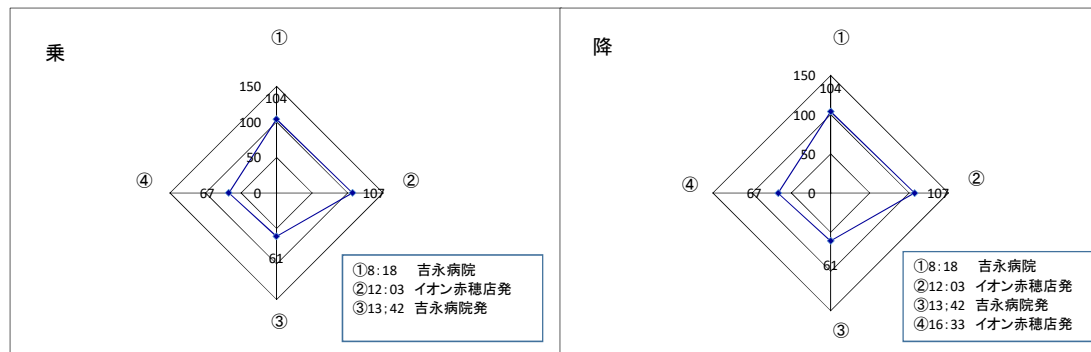 乗
①
150
104
100
50
④
67
0
107
②
61
③
①8:18 吉永病院
②12:03 イオン赤穂店発
③13;42 吉永病院発
降
①
150
104
100
50
④
67
0
107
②
61
③
①8:18 吉永病院
②12:03 イオン赤穂店発
③13;42 吉永病院発
④16:33 イオン赤穂店発